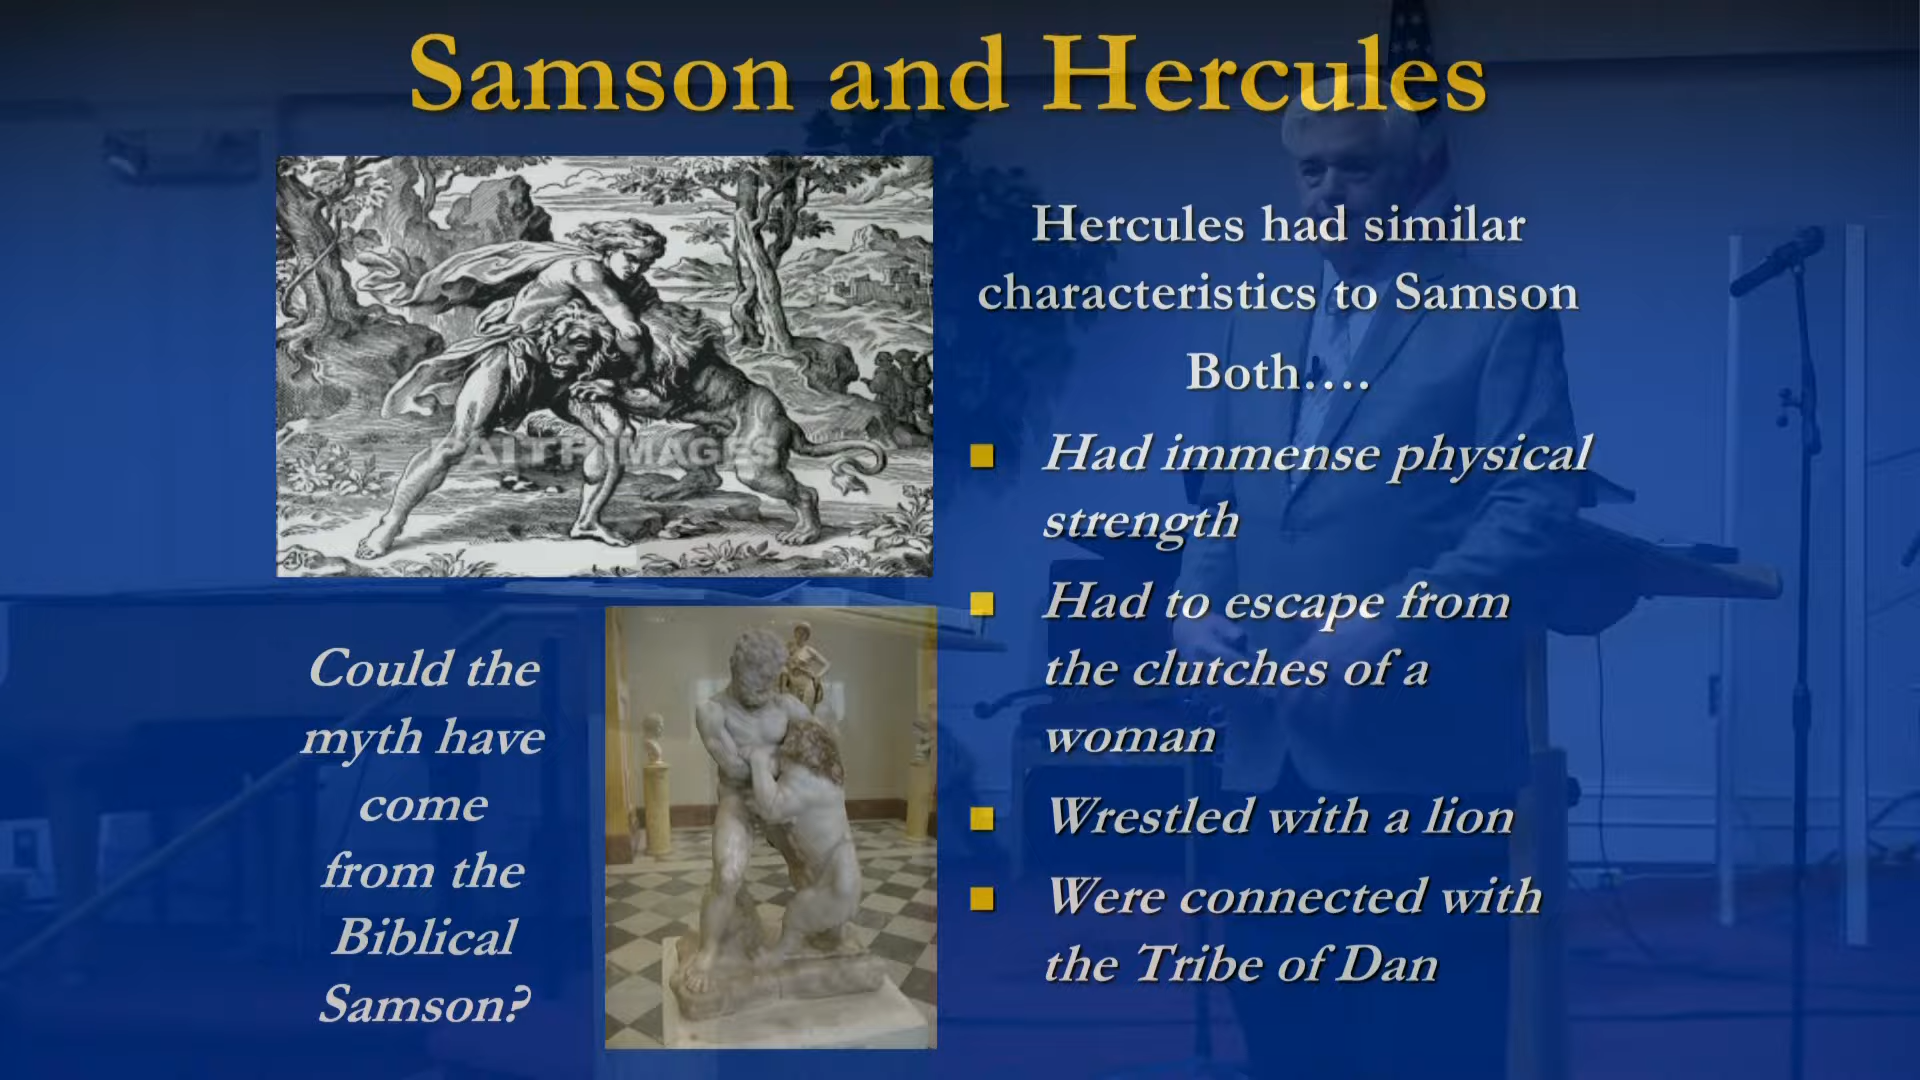 Samson and Hercules
Hercules had similar
characteristics to Samson
Both....
Had immense physical
strength
Had to escape from
the clutches of a
woman
Wrestled with a lion
Were connected with
the Tribe of Dan
FAITH IMAGES
Could the
myth have
come
from the
Biblical
Samson?